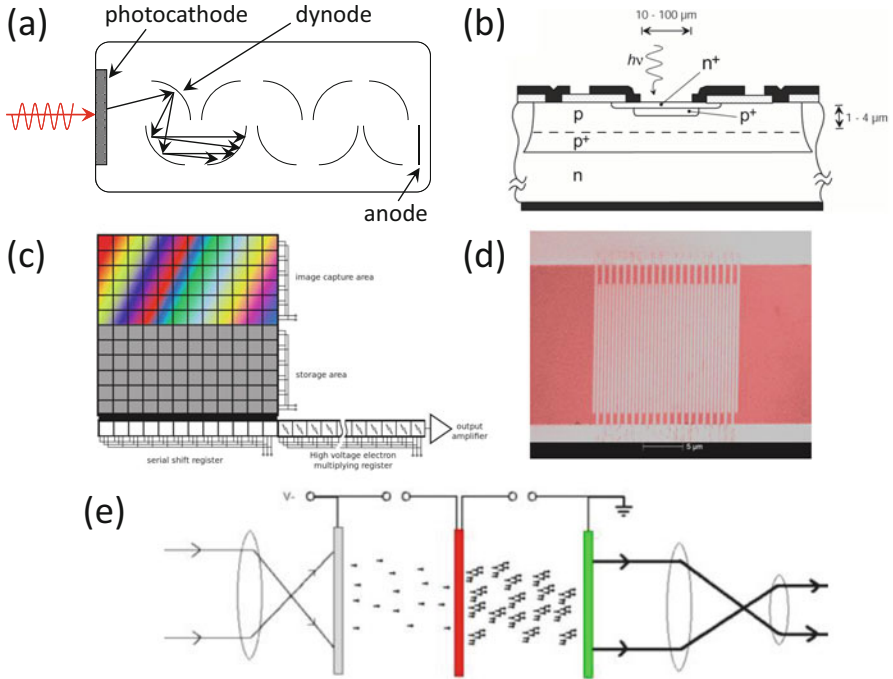 (a)
photocathode
dynode
anode
(b)
10 - 100 μm
hν
n⁺
p
p⁺
1 - 4 μm
p⁺
n
(c)
image capture area
storage area
output
amplifier
serial shift register
High voltage electron
multiplying register
(d)
5 μm
(e)
V-